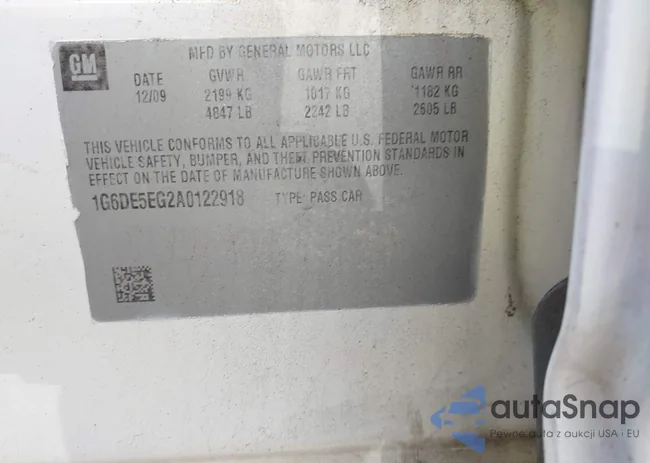 GM
MFD BY GENERAL MOTORS LLC
DATE GVWR GAWR FRT GAWR RR
12/09 2199 KG 1017 KG 1182 KG
4847 LB 2242 LB 2605 LB
THIS VEHICLE CONFORMS TO ALL APPLICABLE U.S. FEDERAL MOTOR
VEHICLE SAFETY, BUMPER, AND THEFT PREVENTION STANDARDS IN
EFFECT ON THE DATE OF MANUFACTURE SHOWN ABOVE.
1G6DE5EG2A0122918 TYPE: PASS CAR
autoSnap
Pewne auta z aukcji USA i EU